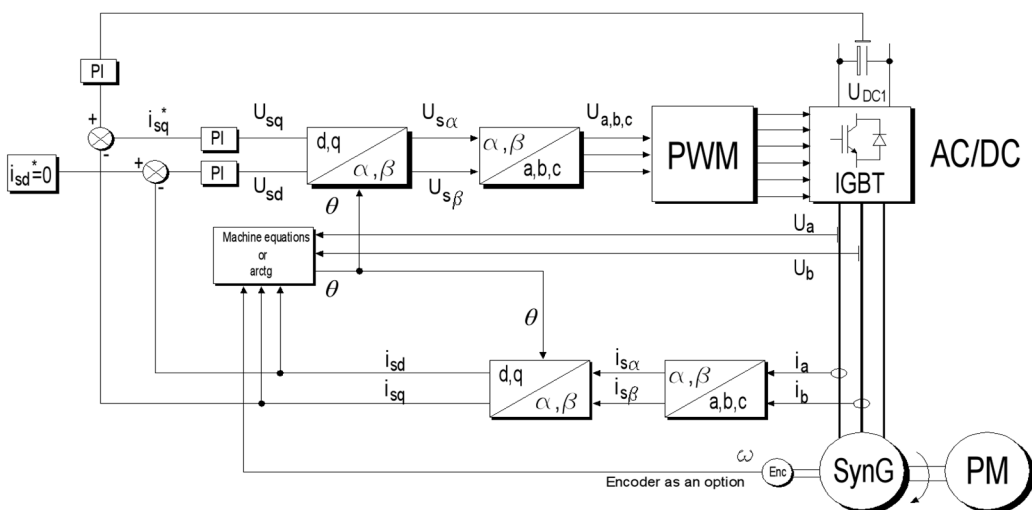 PI
U DC1
+
i*sq
PI
Usq
d,q
α,β
Usα
α,β
a,b,c
Ua,b,c
PWM
IGBT
AC/DC
-
i*sd=0
+
-
PI
Usd
Usβ
θ
Machine equations
or
arctg
Ua
Ub
θ
θ
isd
isq
d,q
α,β
isα
isβ
α,β
a,b,c
ia
ib
ω
Enc
Encoder as an option
SynG
PM